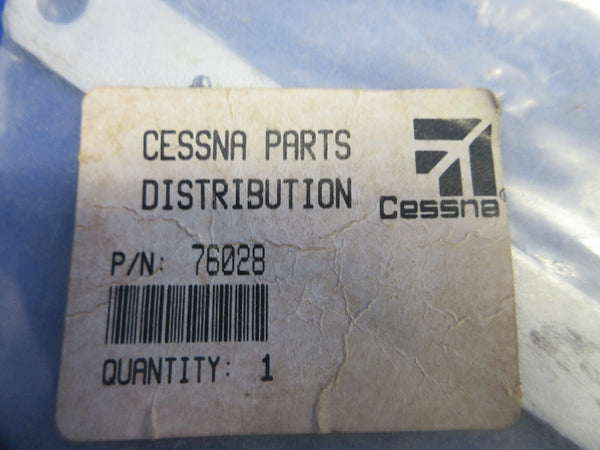 CESSNA PARTS
DISTRIBUTION
Cessna
P/N: 76028
QUANTITY: 1